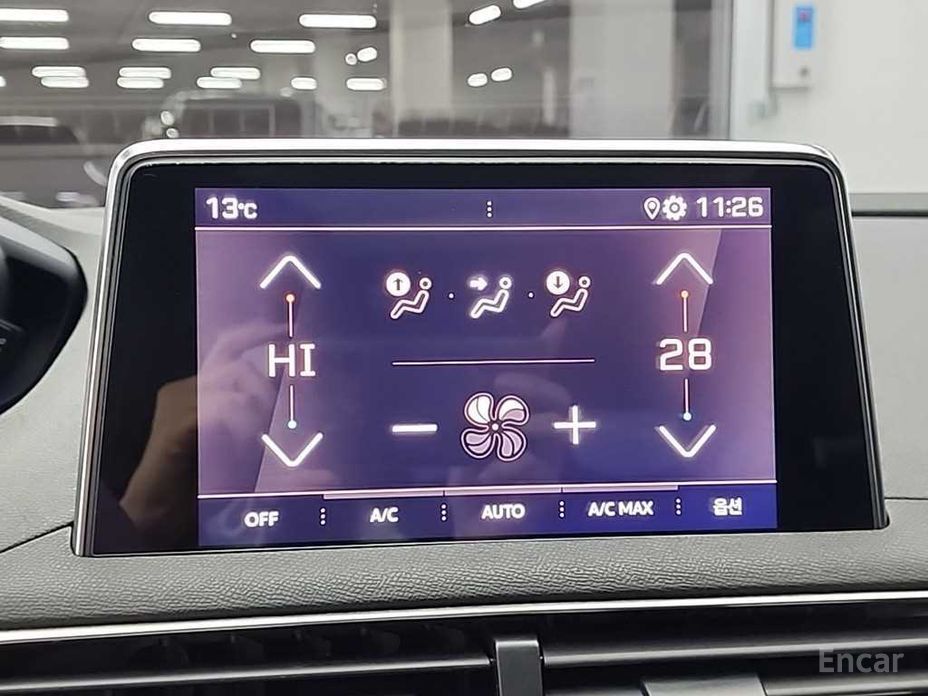 13°C 11:26
HI 28
OFF A/C AUTO A/C MAX 옵션
Encar